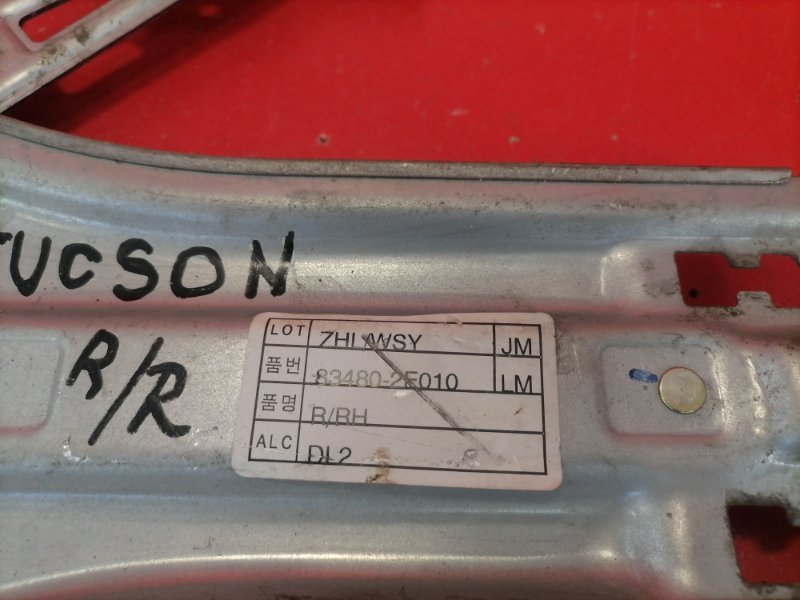 TUCSON
R/R
LOT 7HLWSY JM
품번 83480-2E010 LM
품명 R/RH
ALC DL2